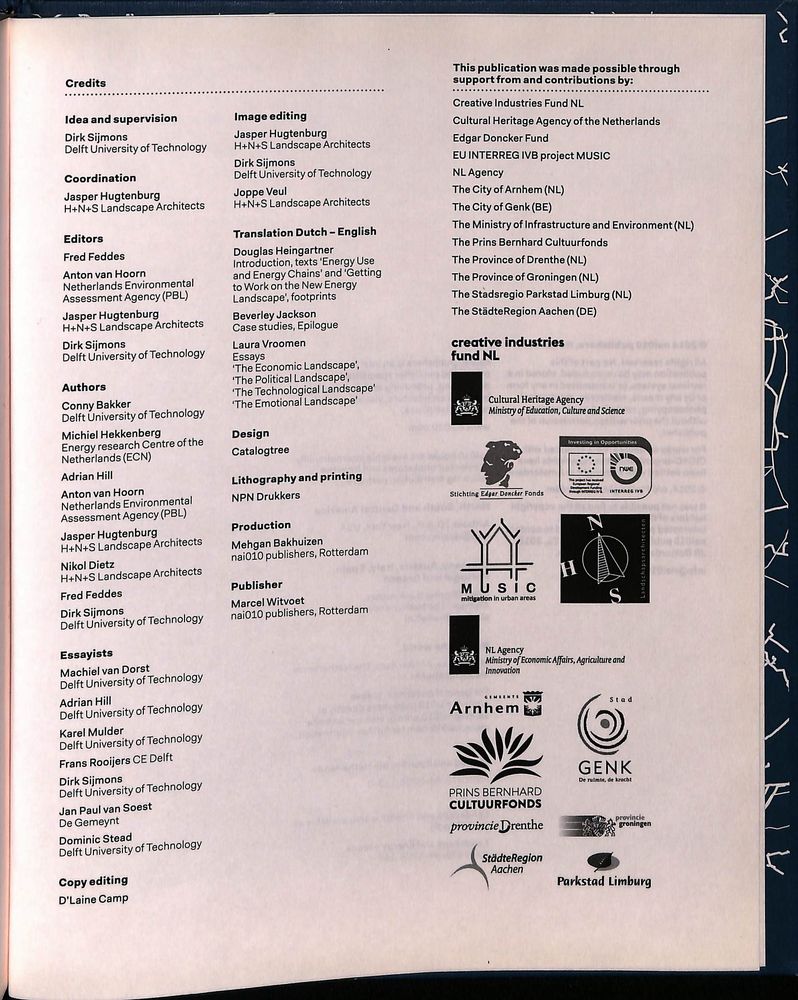 Credits
Idea and supervision
Dirk Sijmons
Delft University of Technology
Coordination
Jasper Hugtenburg
H+N+S Landscape Architects
Editors
Fred Feddes
Anton van Hoorn
Netherlands Environmental
Assessment Agency (PBL)
Jasper Hugtenburg
H+N+S Landscape Architects
Dirk Sijmons
Delft University of Technology
Authors
Conny Bakker
Delft University of Technology
Michiel Hekkenberg
Energy research Centre of the
Netherlands (ECN)
Adrian Hill
Anton van Hoorn
Netherlands Environmental
Assessment Agency (PBL)
Jasper Hugtenburg
H+N+S Landscape Architects
Nikol Dietz
H+N+S Landscape Architects
Fred Feddes
Dirk Sijmons
Delft University of Technology
Essayists
Machiel van Dorst
Delft University of Technology
Adrian Hill
Delft University of Technology
Karel Mulder
Delft University of Technology
Frans Rooijers CE Delft
Dirk Sijmons
Delft University of Technology
Jan Paul van Soest
De Gemeynt
Dominic Stead
Delft University of Technology
Copy editing
D'Laine Camp
Image editing
Jasper Hugtenburg
H+N+S Landscape Architects
Dirk Sijmons
Delft University of Technology
Joppe Veul
H+N+S Landscape Architects
Translation Dutch – English
Douglas Heingartner
Introduction, texts 'Energy Use
and Energy Chains' and 'Getting
to Work on the New Energy
Landscape', footprints
Beverley Jackson
Case studies, Epilogue
Laura Vroomen
Essays
'The Economic Landscape',
'The Political Landscape',
'The Technological Landscape'
'The Emotional Landscape'
Design
Catalogtree
Lithography and printing
NPN Drukkers
Production
Mehgan Bakhuizen
nai010 publishers, Rotterdam
Publisher
Marcel Witvoet
nai010 publishers, Rotterdam
This publication was made possible through
support from and contributions by:
Creative Industries Fund NL
Cultural Heritage Agency of the Netherlands
Edgar Doncker Fund
EU INTERREG IVB project MUSIC
NL Agency
The City of Arnhem (NL)
The City of Genk (BE)
The Ministry of Infrastructure and Environment (NL)
The Prins Bernhard Cultuurfonds
The Province of Drenthe (NL)
The Province of Groningen (NL)
The Stadsregio Parkstad Limburg (NL)
The StädteRegion Aachen (DE)
creative industries
fund NL
Cultural Heritage Agency
Ministry of Education, Culture and Science
Stichting Edgar Doncker Fonds
Investing in Opportunities
nwe
This project has received
European Regional
Development Funding
through INTERREG IV B.
INTERREG IVB
MUSIC
mitigation in urban areas
N
H
S
Landschapsarchitecten
NL Agency
Ministry of Economic Affairs, Agriculture and
Innovation
GEMEENTE
Arnhem
Stad
GENK
De ruimte, de kracht
PRINS BERNHARD
CULTUURFONDS
provincie Drenthe
provincie
groningen
StädteRegion
Aachen
Parkstad Limburg